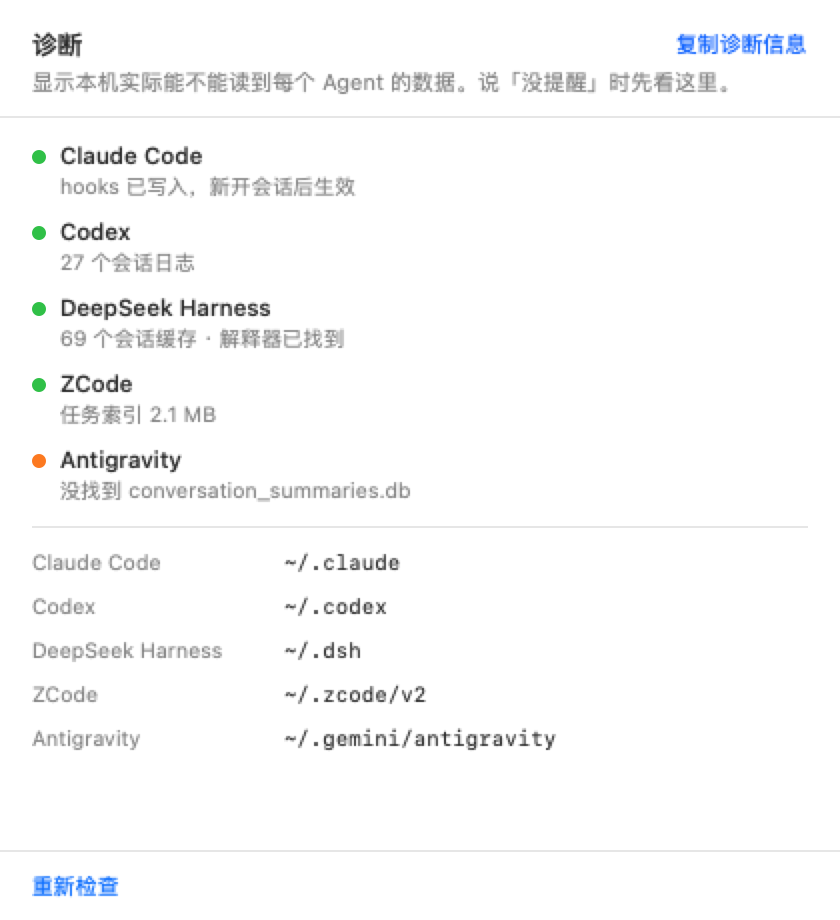 诊断
复制诊断信息
显示本机实际能不能读到每个 Agent 的数据。说「没提醒」时先看这里。
Claude Code
hooks 已写入，新开会话后生效
Codex
27 个会话日志
DeepSeek Harness
69 个会话缓存 · 解释器已找到
ZCode
任务索引 2.1 MB
Antigravity
没找到 conversation_summaries.db
Claude Code ~/.claude
Codex ~/.codex
DeepSeek Harness ~/.dsh
ZCode ~/.zcode/v2
Antigravity ~/.gemini/antigravity
重新检查